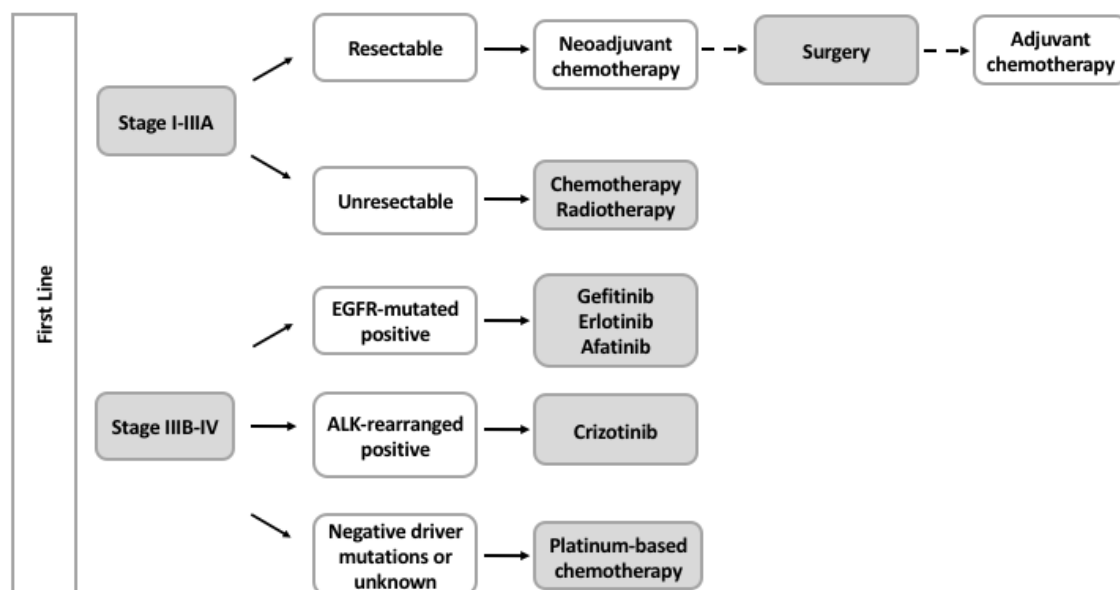 First Line
Stage I-IIIA
Resectable
Neoadjuvant
chemotherapy
Surgery
Adjuvant
chemotherapy
Unresectable
Chemotherapy
Radiotherapy
Stage IIIB-IV
EGFR-mutated
positive
Gefitinib
Erlotinib
Afatinib
ALK-rearranged
positive
Crizotinib
Negative driver
mutations or
unknown
Platinum-based
chemotherapy